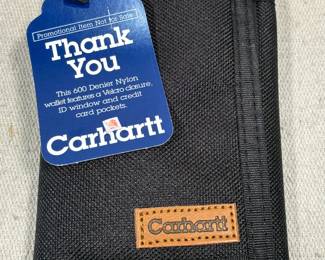 Promotional Item Not for Sale
Thank
You
This 600 Denier Nylon
wallet features a Velcro closure,
ID window and credit
card pockets.
Carhartt
Carhartt